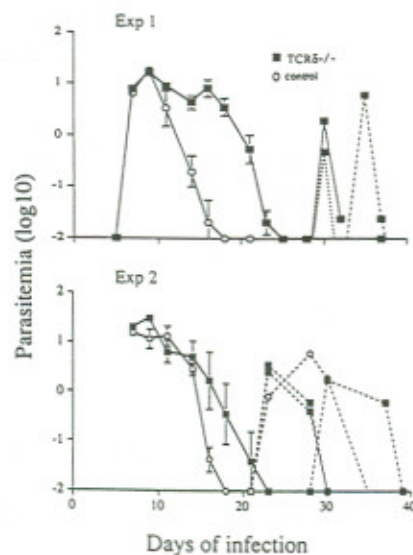 Exp 1
TCRδ-/-
control
2
1
0
-1
-2
Parasitemia (log10)
Exp 2
2
1
0
-1
-2
0 10 20 30 40
Days of infection